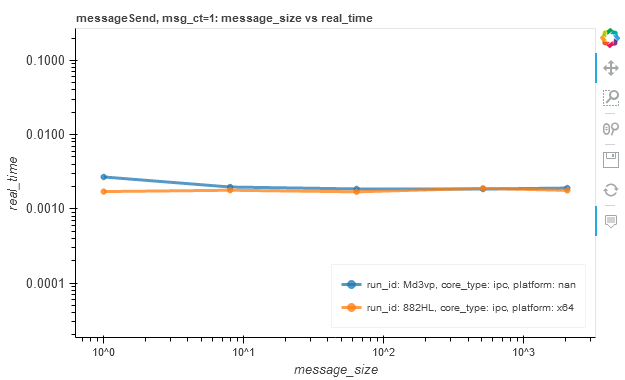 messageSend, msg_ct=1: message_size vs real_time
0.1000
0.0100
0.0010
0.0001
real_time
10^0
10^1
10^2
10^3
message_size
run_id: Md3vp, core_type: ipc, platform: nan
run_id: 882HL, core_type: ipc, platform: x64